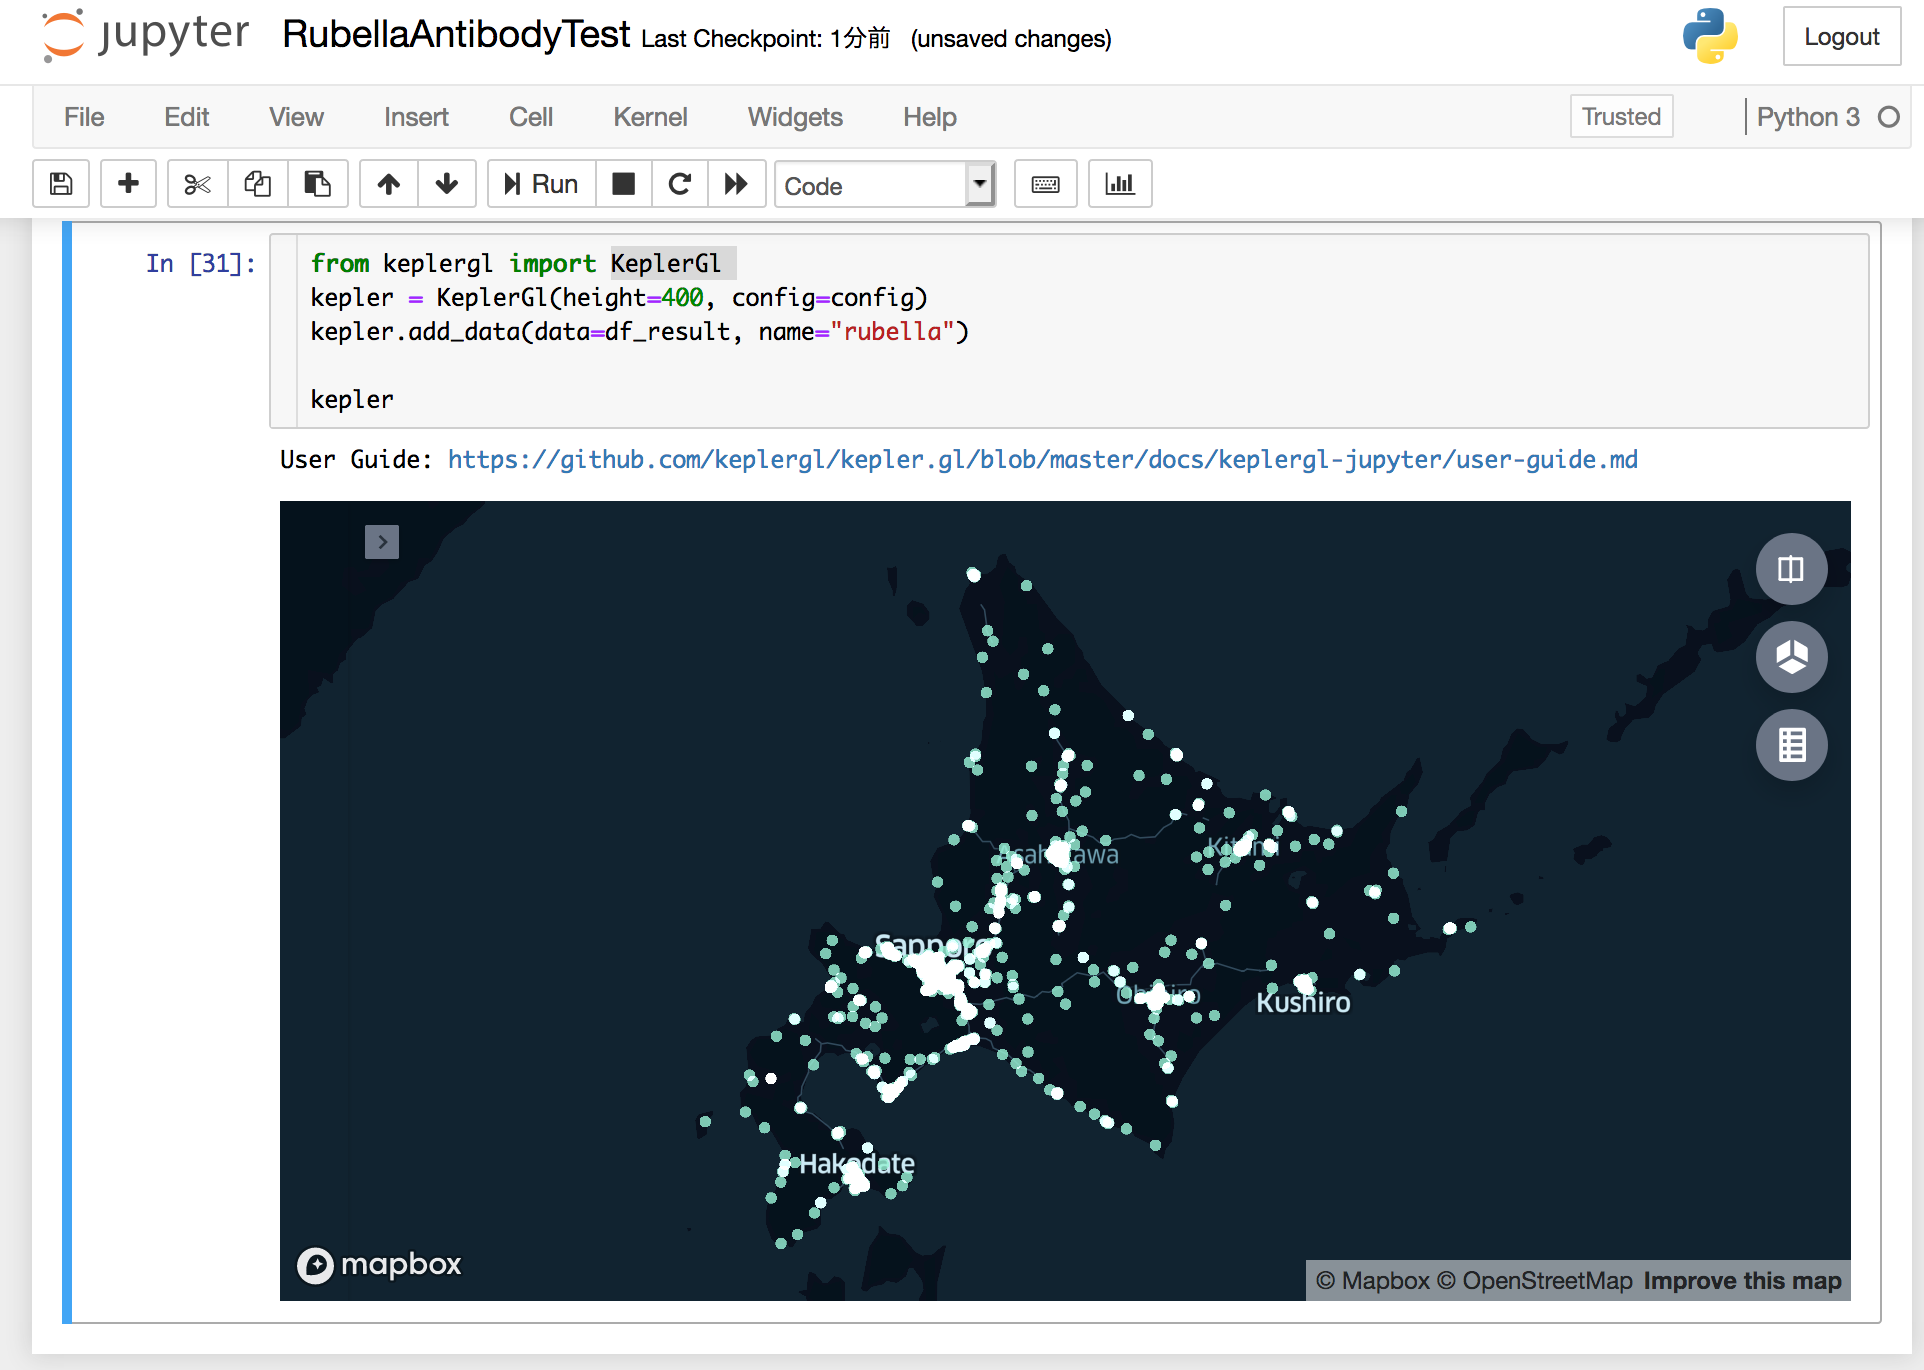 jupyter RubellaAntibodyTest Last Checkpoint: 1分前 (unsaved changes) Logout
File Edit View Insert Cell Kernel Widgets Help Trusted Python 3
Run Code
In [31]: from keplergl import KeplerGl
kepler = KeplerGl(height=400, config=config)
kepler.add_data(data=df_result, name="rubella")
kepler
User Guide: https://github.com/keplergl/kepler.gl/blob/master/docs/keplergl-jupyter/user-guide.md
Asahikawa
Kitami
Sapporo
Obihiro
Kushiro
Hakodate
mapbox
© Mapbox © OpenStreetMap Improve this map